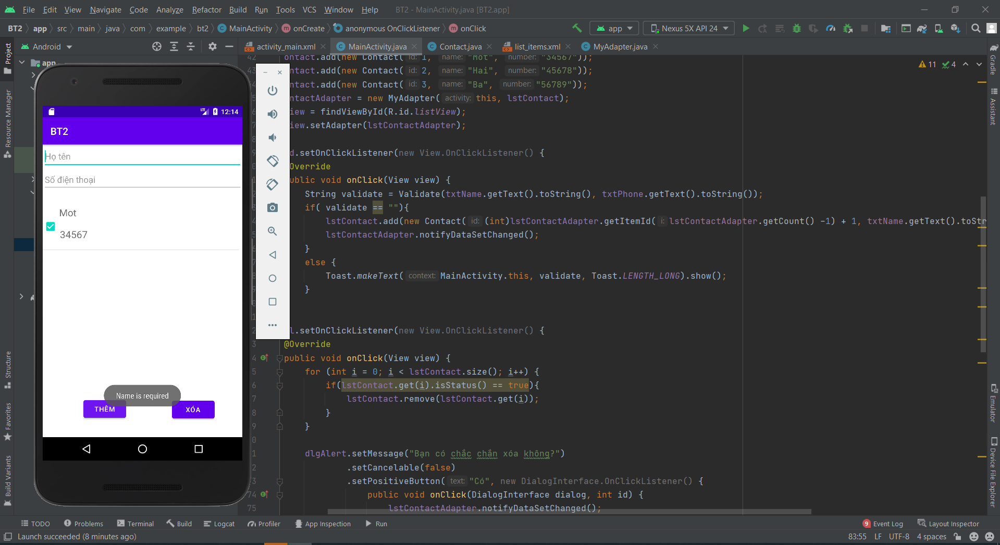 File Edit View Navigate Code Analyze Refactor Build Run Tools VCS Window Help BT2 - MainActivity.java [BT2.app]
BT2 app src main java com example bt2 MainActivity onCreate anonymous OnClickListener onClick app Nexus 5X API 24
Android
activity_main.xml MainActivity.java Contact.java list_items.xml MyAdapter.java
Project
Resource Manager
Structure
Favorites
Build Variants
app
LTE 12:14
BT2
Họ tên
Số điện thoại
Mot
34567
Name is required
THÊM XÓA
42 ontact.add(new Contact( id: 1, name: "Mot", number: "34567"));
43 ntact.add(new Contact( id: 2, name: "Hai", number: "45678"));
ntact.add(new Contact( id: 3, name: "Ba", number: "56789"));
ntactAdapter = new MyAdapter( activity: this, lstContact);
iew = findViewById(R.id.listView);
iew.setAdapter(lstContactAdapter);
d.setOnClickListener(new View.OnClickListener() {
Override
ublic void onClick(View view) {
String validate = Validate(txtName.getText().toString(), txtPhone.getText().toString());
if( validate == ""){
lstContact.add(new Contact( id: (int)lstContactAdapter.getItemId( i: lstContactAdapter.getCount() -1) + 1, txtName.getText().toStr
lstContactAdapter.notifyDataSetChanged();
}
else {
Toast.makeText( context: MainActivity.this, validate, Toast.LENGTH_LONG).show();
}
l.setOnClickListener(new View.OnClickListener() {
3 @Override
4 public void onClick(View view) {
5 for (int i = 0; i < lstContact.size(); i++) {
6 if(lstContact.get(i).isStatus() == true){
7 lstContact.remove(lstContact.get(i));
8 }
9 }
0
1 dlgAlert.setMessage("Bạn có chắc chắn xóa không?")
2 .setCancelable(false)
3 .setPositiveButton( text: "Có", new DialogInterface.OnClickListener() {
74 public void onClick(DialogInterface dialog, int id) {
75 lstContactAdapter.notifyDataSetChanged();
11 4
Gradle
Assistant
Emulator
Device File Explorer
TODO Problems Terminal Build Logcat Profiler App Inspection Run 9 Event Log Layout Inspector
Launch succeeded (8 minutes ago) 83:55 LF UTF-8 4 spaces